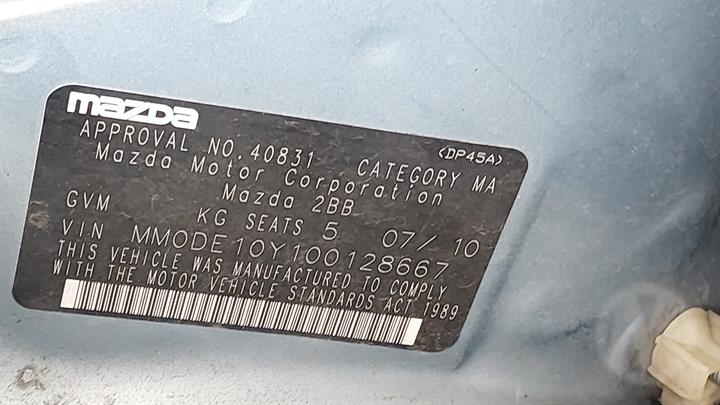 mazda
(DP45A)
APPROVAL NO.40831 CATEGORY MA
Mazda Motor Corporation
Mazda 2BB
GVM KG SEATS 5 07/10
VIN MM0DE10Y100128667
THIS VEHICLE WAS MANUFACTURED TO COMPLY
WITH THE MOTOR VEHICLE STANDARDS ACT 1989